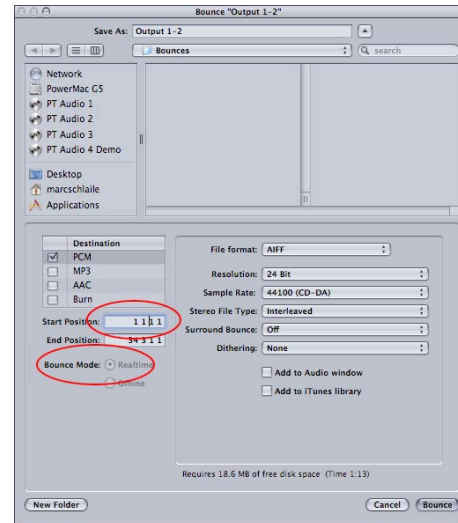 Bounce "Output 1-2"
Save As: Output 1-2
Bounces
search
Network
PowerMac G5
PT Audio 1
PT Audio 2
PT Audio 3
PT Audio 4 Demo
Desktop
marcschlaile
Applications
Destination
PCM
MP3
AAC
Burn
Start Position: 1 1 1 1
End Position: 34 3 1 1
Bounce Mode: Realtime
Offline
File format: AIFF
Resolution: 24 Bit
Sample Rate: 44100 (CD-DA)
Stereo File Type: Interleaved
Surround Bounce: Off
Dithering: None
Add to Audio window
Add to iTunes library
Requires 18.6 MB of free disk space (Time 1:13)
New Folder
Cancel
Bounce